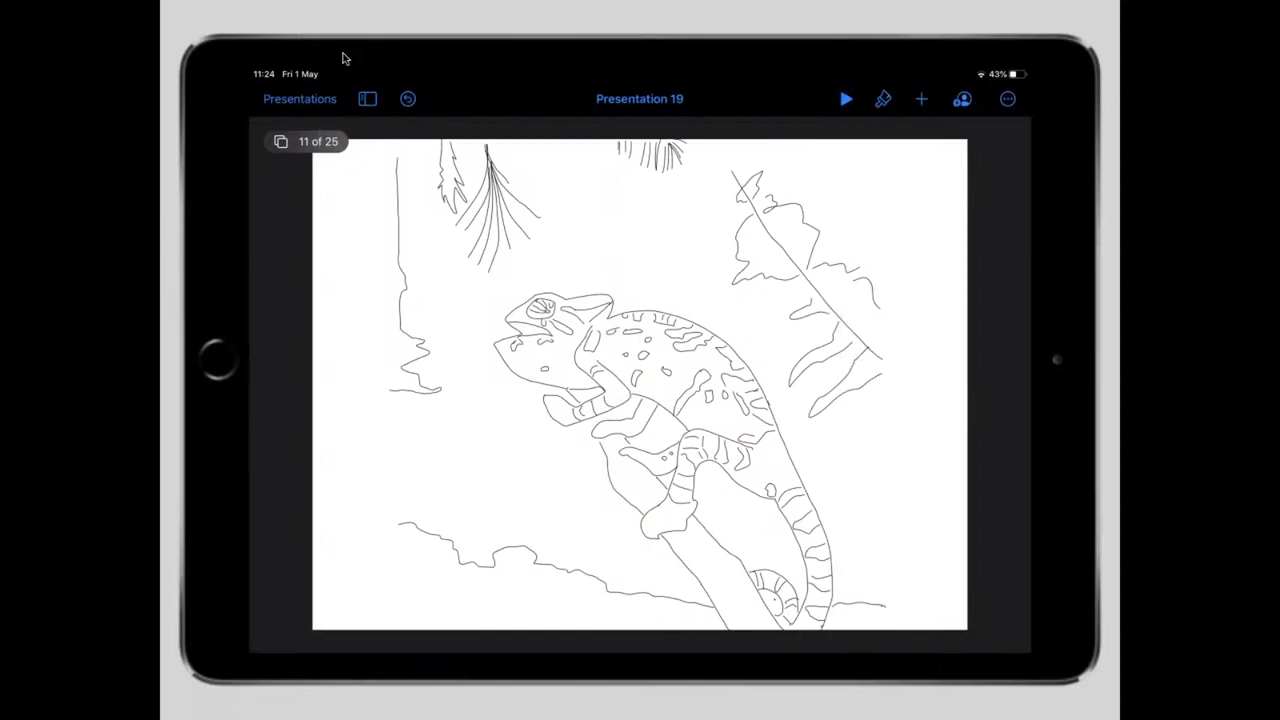 11:24 Fri 1 May
43%
Presentations
Presentation 19
11 of 25